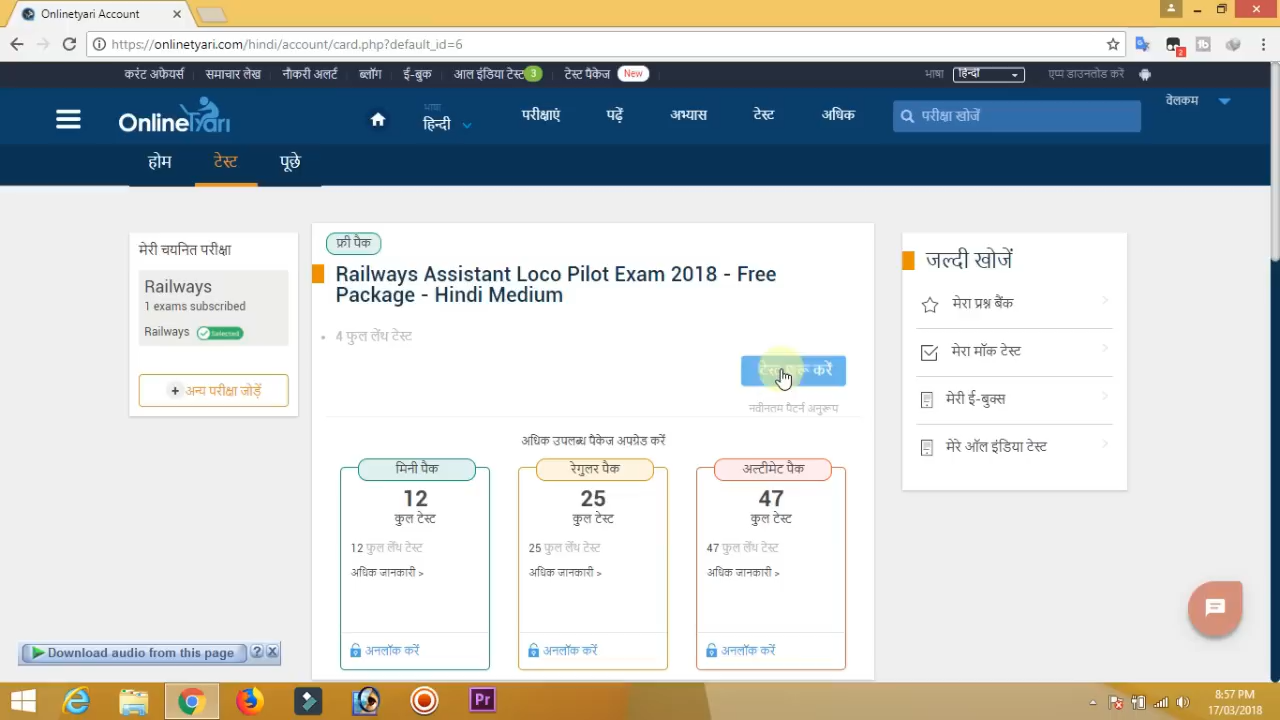 Onlinetyari Account
https://onlinetyari.com/hindi/account/card.php?default_id=6
2
करंट अफेयर्स
समाचार लेख
नौकरी अलर्ट
ब्लॉग
ई-बुक
आल इंडिया टेस्ट 3
टेस्ट पैकेज New
भाषा हिन्दी
एप्प डाउनलोड करें
OnlineTyari
भाषा
हिन्दी
परीक्षाएं
पढ़ें
अभ्यास
टेस्ट
अधिक
परीक्षा खोजें
वेलकम
होम
टेस्ट
पूछे
मेरी चयनित परीक्षा
Railways
1 exams subscribed
Railways Selected
+ अन्य परीक्षा जोड़ें
फ्री पैक
Railways Assistant Loco Pilot Exam 2018 - Free
Package - Hindi Medium
4 फुल लेंथ टेस्ट
करें
नवीनतम पैटर्न अनुरूप
अधिक उपलब्ध पैकेज अपग्रेड करें
मिनी पैक
12
कुल टेस्ट
12 फुल लेंथ टेस्ट
अधिक जानकारी >
अनलॉक करें
रेगुलर पैक
25
कुल टेस्ट
25 फुल लेंथ टेस्ट
अधिक जानकारी >
अनलॉक करें
अल्टीमेट पैक
47
कुल टेस्ट
47 फुल लेंथ टेस्ट
अधिक जानकारी >
अनलॉक करें
जल्दी खोजें
मेरा प्रश्न बैंक
मेरा मॉक टेस्ट
मेरी ई-बुक्स
मेरे ऑल इंडिया टेस्ट
Download audio from this page
Pr
8:57 PM
17/03/2018